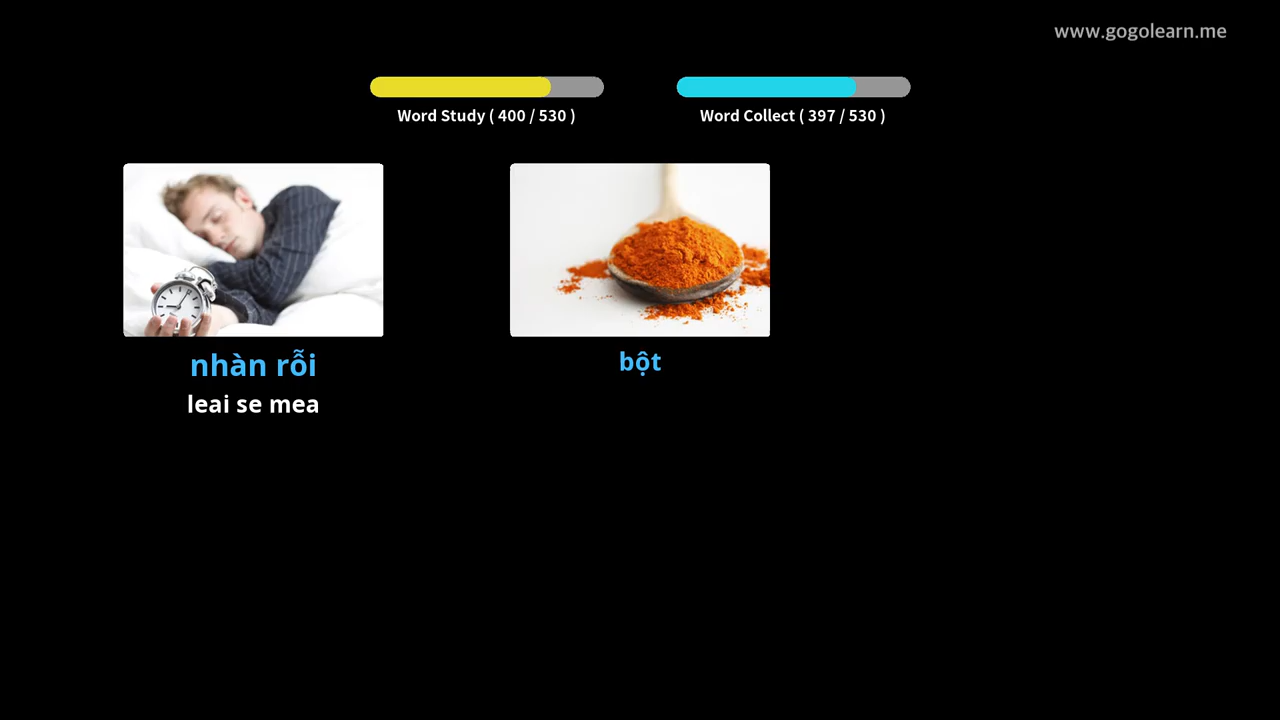 www.gogolearn.me
Word Study ( 400 / 530 )
Word Collect ( 397 / 530 )
nhàn rỗi
leai se mea
bột